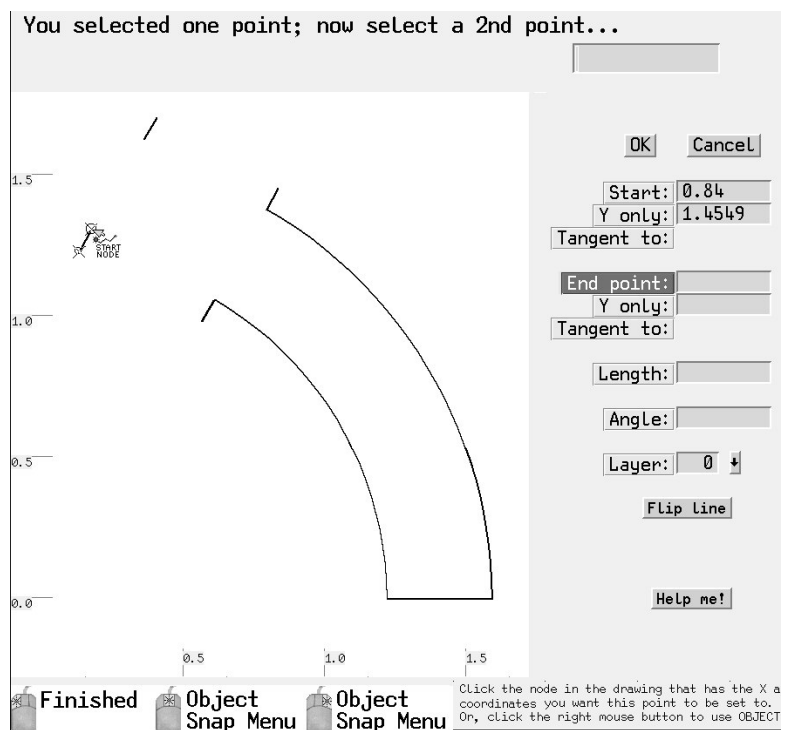 You selected one point; now select a 2nd point...
OK Cancel
1.5
Start: 0.84
Y only: 1.4549
Tangent to:
START
NODE
End point:
Y only:
1.0
Tangent to:
Length:
Angle:
0.5
Layer: 0
Flip line
Help me!
0.0
0.5 1.0 1.5
Finished
Object
Snap Menu
Object
Snap Menu
Click the node in the drawing that has the X a
coordinates you want this point to be set to.
Or, click the right mouse button to use OBJECT